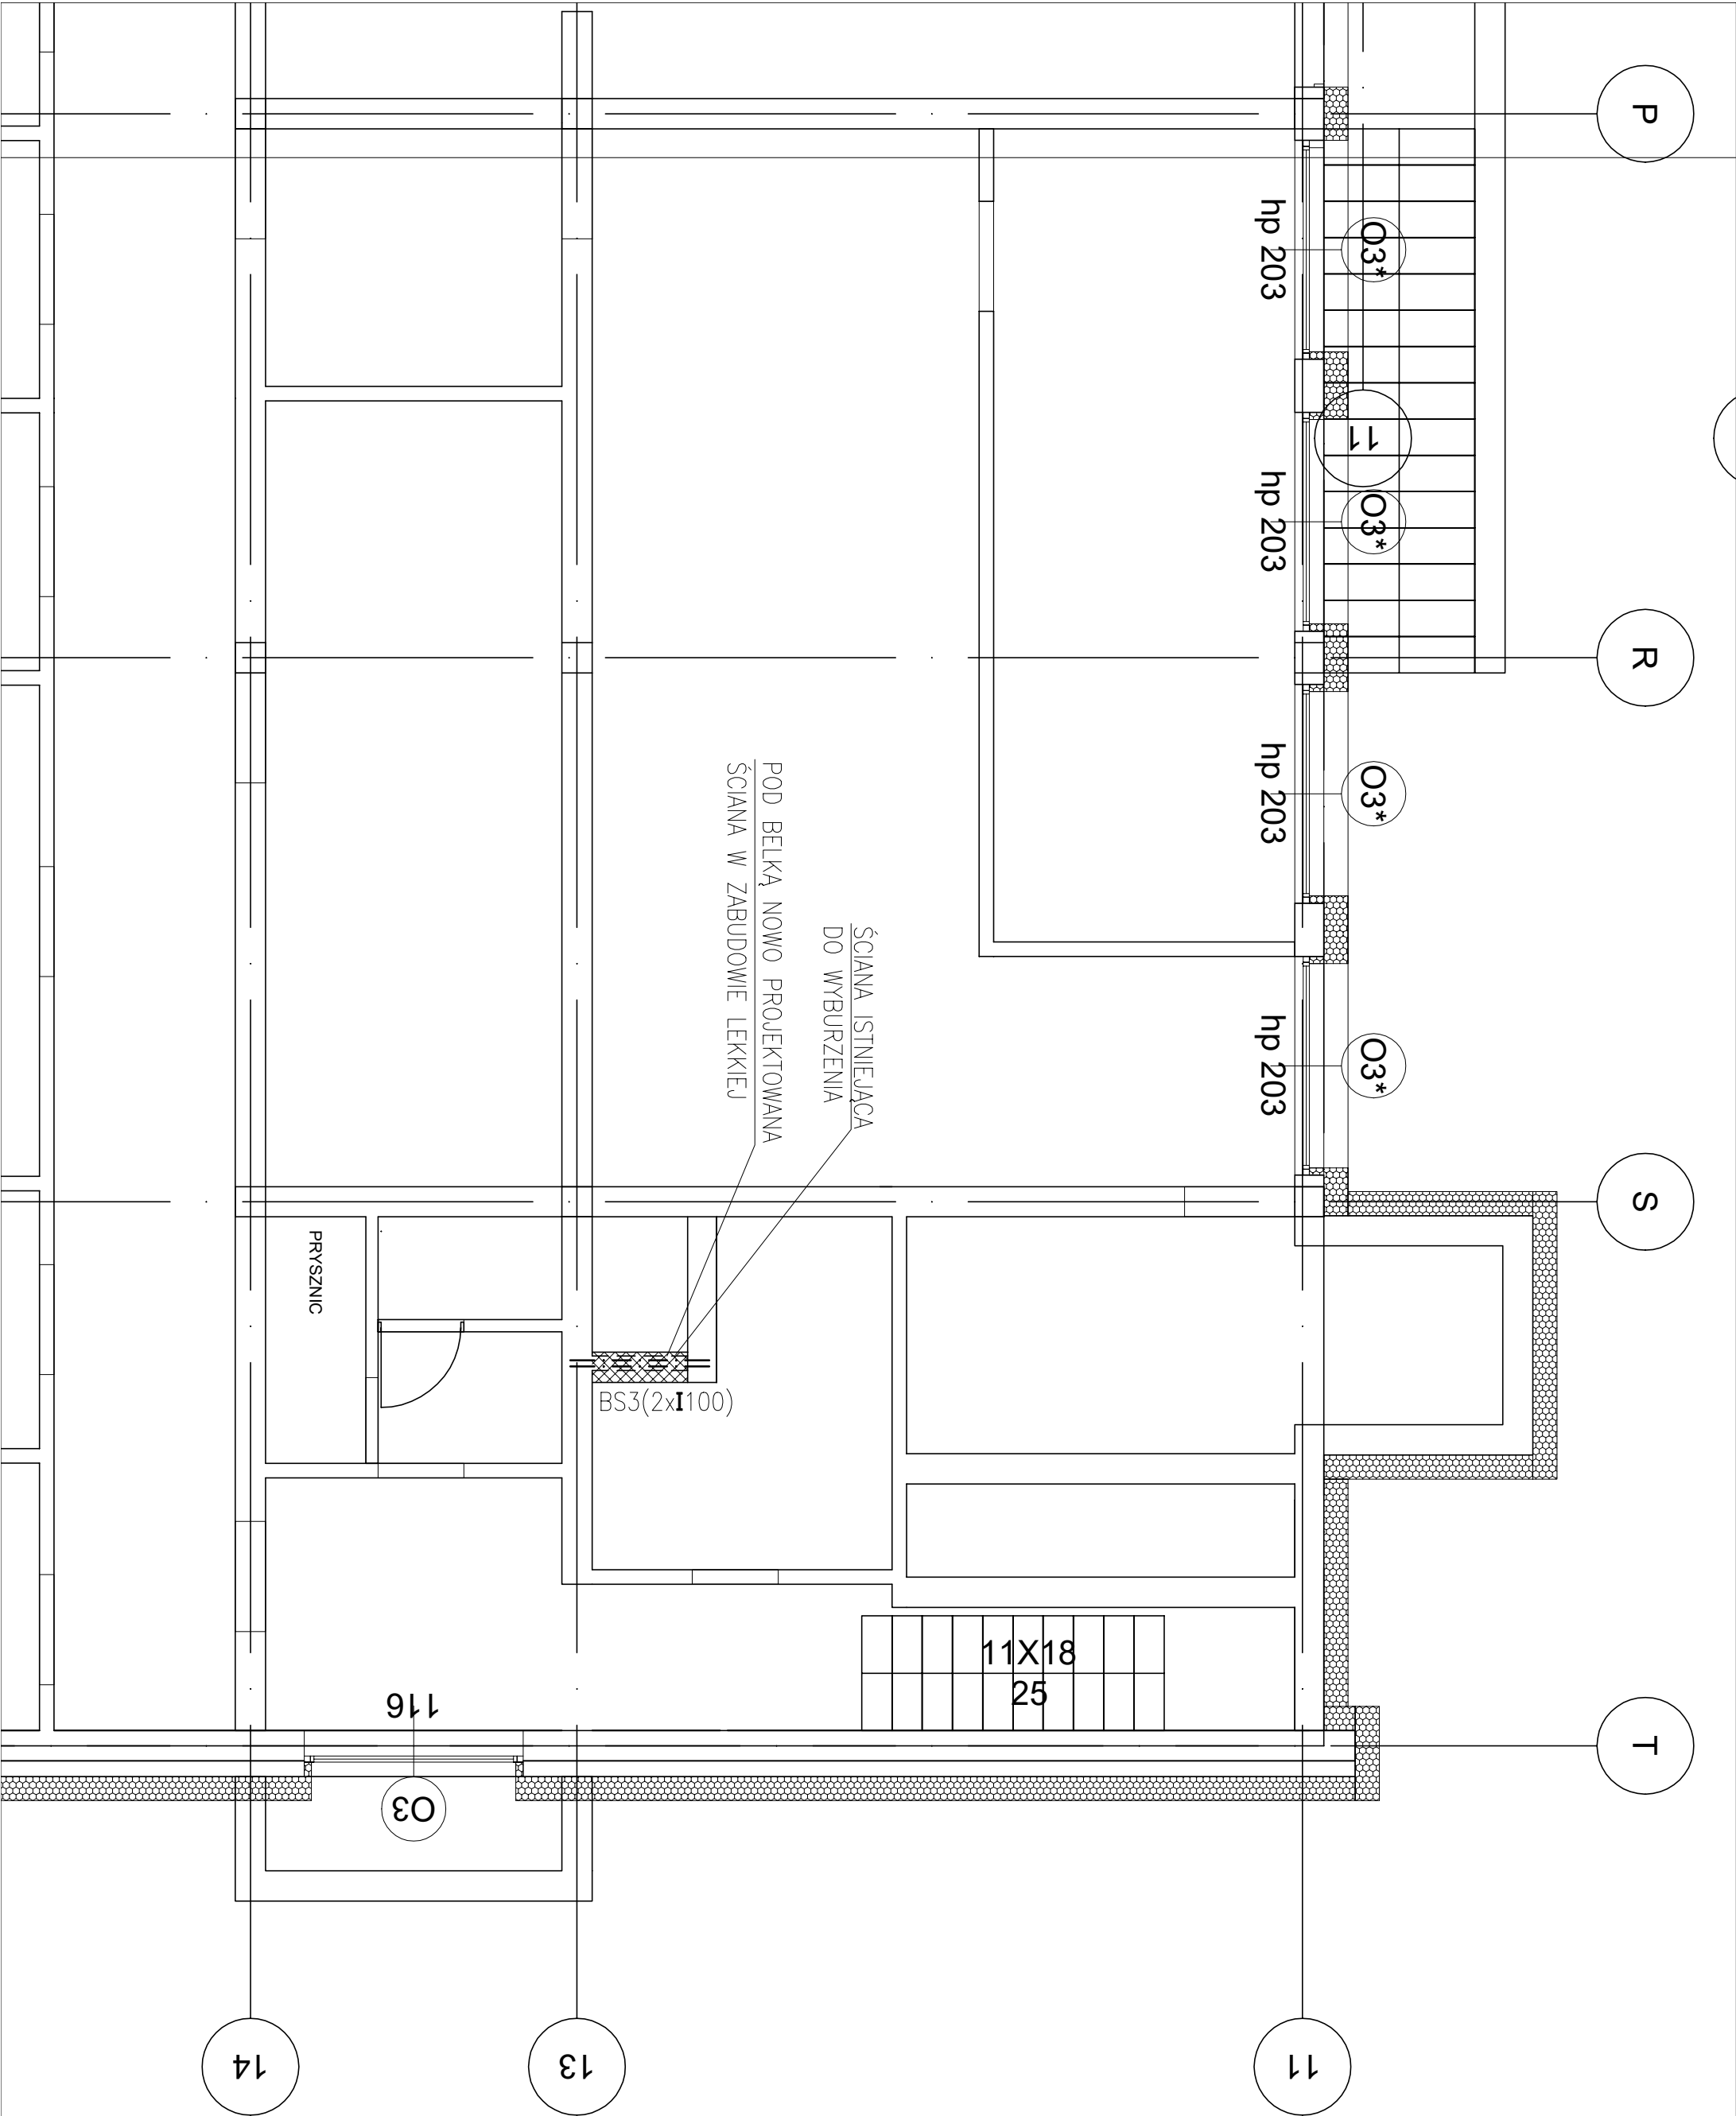 P
O3*
hp 203
11
O3*
hp 203
R
O3*
hp 203
POD BELKĄ NOWO PROJEKTOWANA
ŚCIANA W ZABUDOWIE LEKKIEJ
ŚCIANA ISTNIEJĄCA
DO WYBURZENIA
O3*
hp 203
S
PRYSZNIC
BS3(2xI100)
11X18
25
116
T
O3
14
13
11